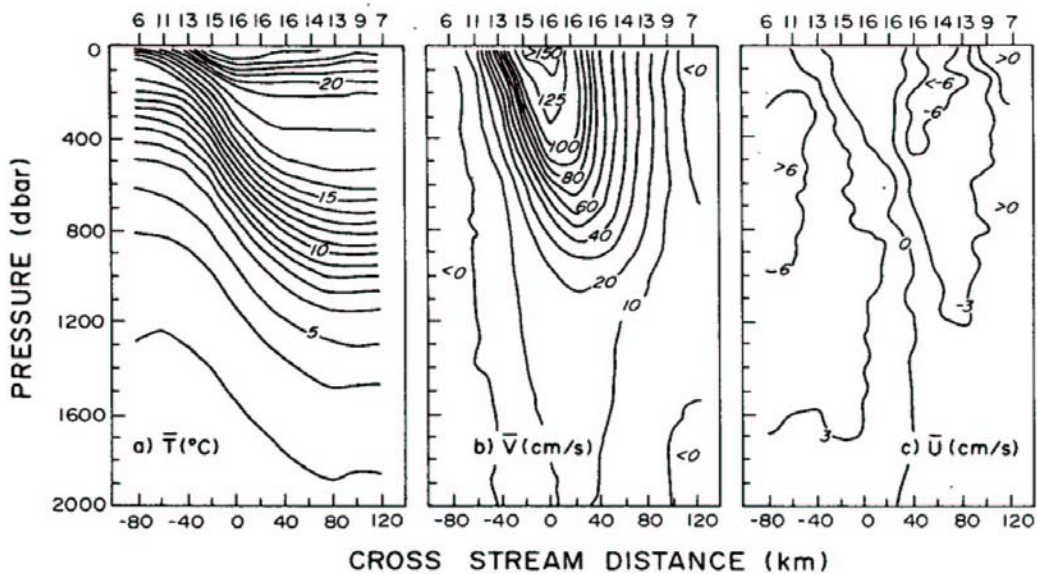 6 11 13 15 16 16 14 13 9 7
6 11 13 15 16 16 14 13 9 7
6 11 13 15 16 16 14 13 9 7
0
400
800
1200
1600
2000
PRESSURE (dbar)
20
15
10
5
a) T̅ (°C)
>150
125
100
80
60
40
20
10
<0
<0
<0
b) V̅ (cm/s)
>0
<-6
-6
>6
>0
6
0
-3
3
c) U̅ (cm/s)
-80 -40 0 40 80 120
-80 -40 0 40 80 120
-80 -40 0 40 80 120
CROSS STREAM DISTANCE (km)